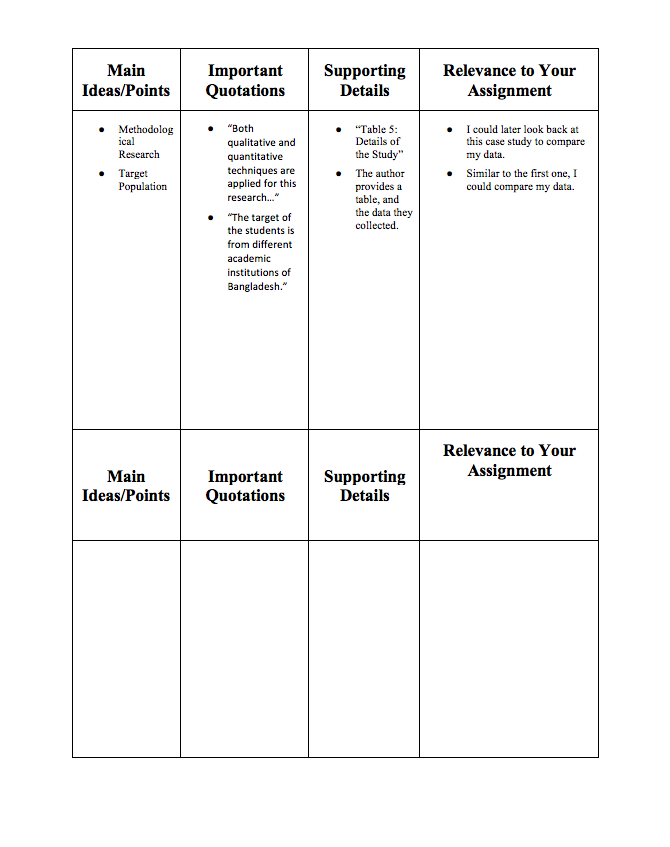 Main
Ideas/Points
Important
Quotations
Supporting
Details
Relevance to Your
Assignment
● Methodolog
ical
Research
● Target
Population
● “Both
qualitative and
quantitative
techniques are
applied for this
research…”
● “The target of
the students is
from different
academic
institutions of
Bangladesh.”
● “Table 5:
Details of
the Study”
● The author
provides a
table, and
the data they
collected.
● I could later look back at
this case study to compare
my data.
● Similar to the first one, I
could compare my data.
Main
Ideas/Points
Important
Quotations
Supporting
Details
Relevance to Your
Assignment